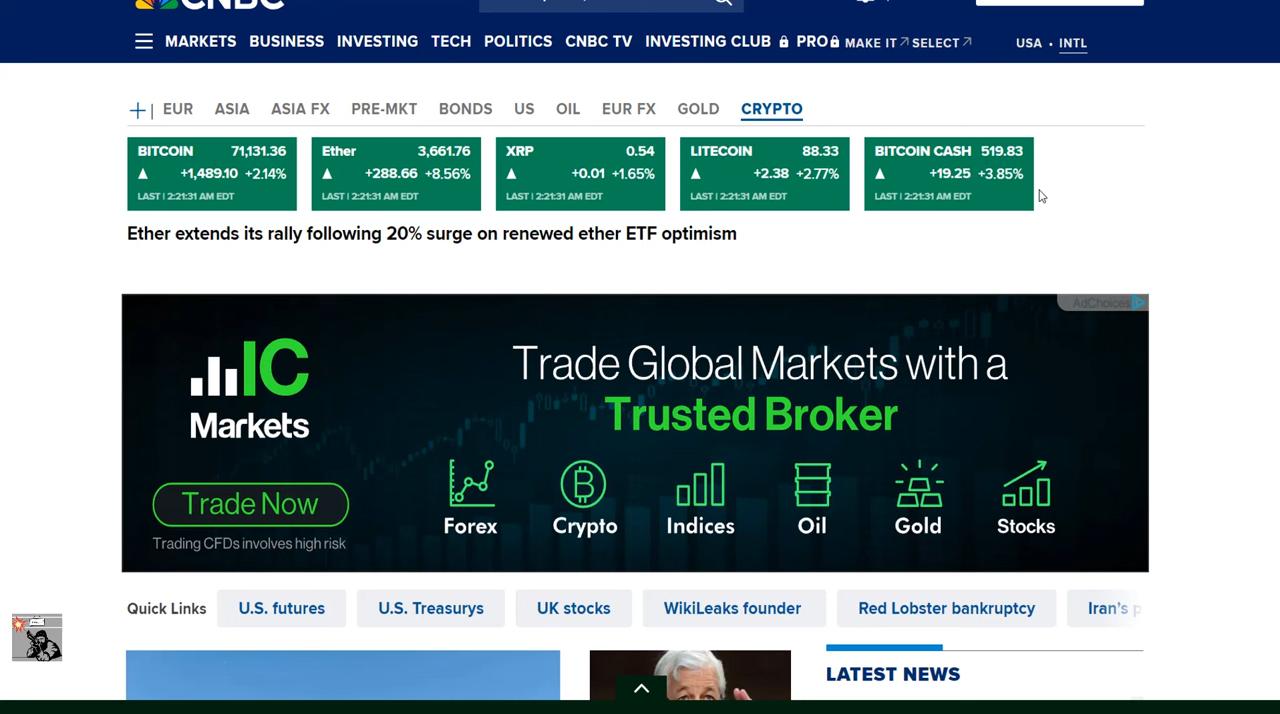 CNBC
MARKETS BUSINESS INVESTING TECH POLITICS CNBC TV INVESTING CLUB PRO MAKE IT SELECT USA • INTL
+ | EUR ASIA ASIA FX PRE-MKT BONDS US OIL EUR FX GOLD CRYPTO
BITCOIN 71,131.36
▲ +1,489.10 +2.14%
LAST | 2:21:31 AM EDT
Ether 3,661.76
▲ +288.66 +8.56%
LAST | 2:21:31 AM EDT
XRP 0.54
▲ +0.01 +1.65%
LAST | 2:21:31 AM EDT
LITECOIN 88.33
▲ +2.38 +2.77%
LAST | 2:21:31 AM EDT
BITCOIN CASH 519.83
▲ +19.25 +3.85%
LAST | 2:21:31 AM EDT
Ether extends its rally following 20% surge on renewed ether ETF optimism
AdChoices
IC
Markets
Trade Now
Trading CFDs involves high risk
Trade Global Markets with a
Trusted Broker
Forex Crypto Indices Oil Gold Stocks
Quick Links U.S. futures U.S. Treasurys UK stocks WikiLeaks founder Red Lobster bankruptcy Iran's
LATEST NEWS